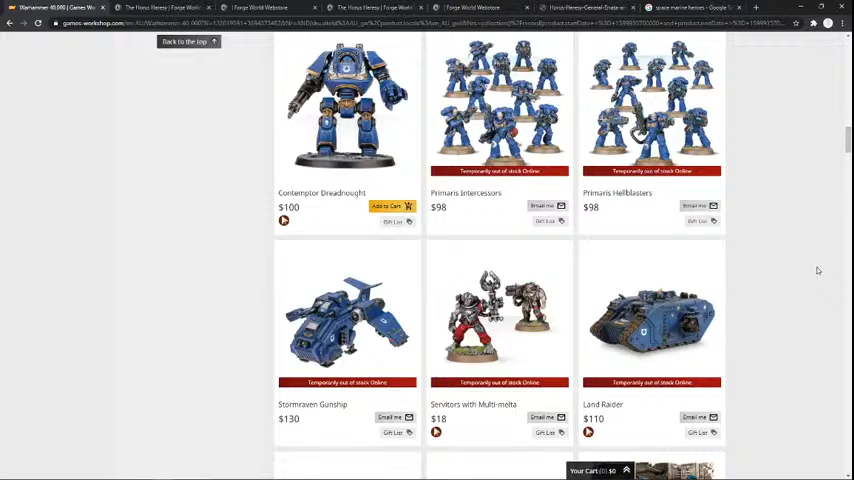 Warhammer 40,000 | Games Wo
The Horus Heresy | Forge World
| Forge World Webstore
The Horus Heresy | Forge World
| Forge World Webstore
space marine heroes - Google S
games-workshop.com
Back to the top
Contemptor Dreadnought
$100
Add to Cart
Gift List
Temporarily out of stock Online
Primaris Intercessors
$98
Email me
Gift List
Temporarily out of stock Online
Primaris Hellblasters
$98
Email me
Gift List
Temporarily out of stock Online
Stormraven Gunship
$130
Email me
Gift List
Temporarily out of stock Online
Servitors with Multi-melta
$18
Email me
Gift List
Temporarily out of stock Online
Land Raider
$110
Email me
Gift List
Your Cart (0) $0